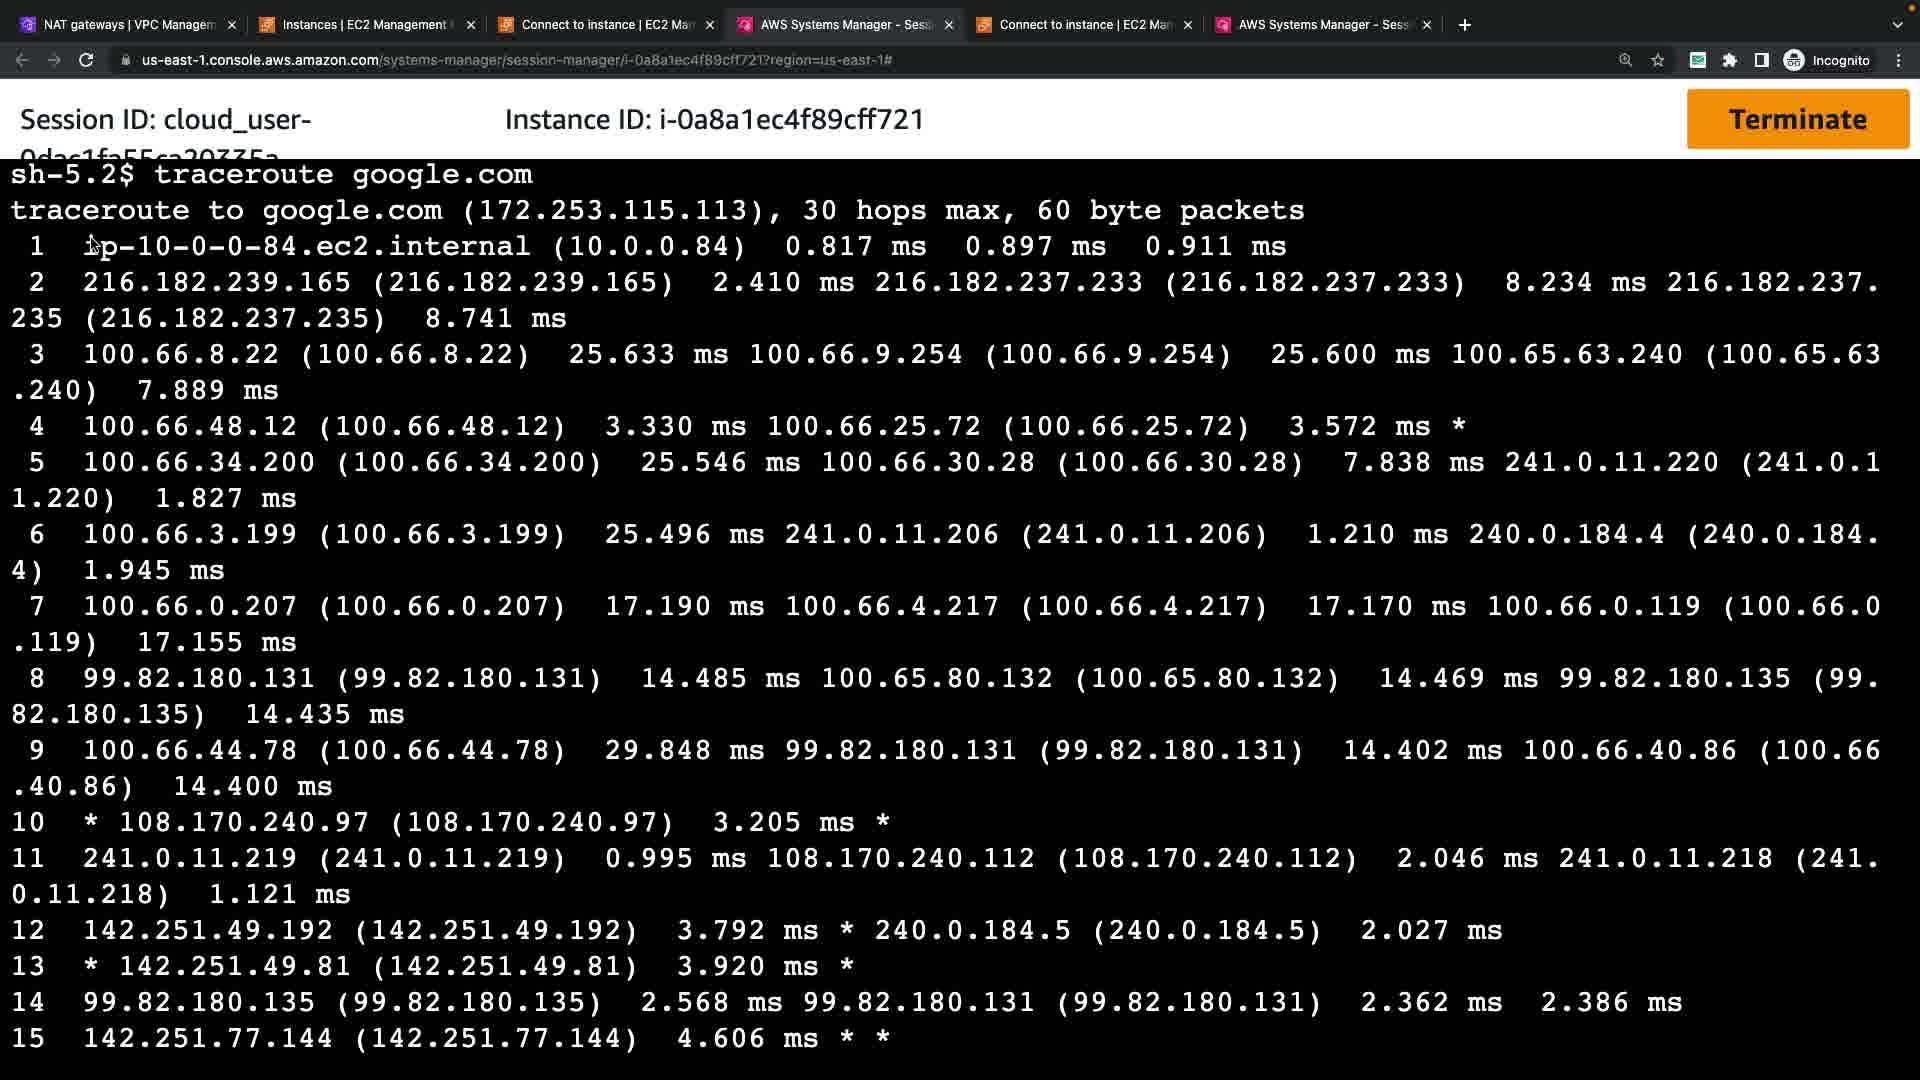 NAT gateways | VPC Managem
Instances | EC2 Management
Connect to instance | EC2 Man
AWS Systems Manager - Sess
Connect to instance | EC2 Man
AWS Systems Manager - Sess
us-east-1.console.aws.amazon.com/systems-manager/session-manager/i-0a8a1ec4f89cff721?region=us-east-1#
Incognito
Session ID: cloud_user-
Instance ID: i-0a8a1ec4f89cff721
Terminate
sh-5.2$ traceroute google.com
traceroute to google.com (172.253.115.113), 30 hops max, 60 byte packets
1 ip-10-0-0-84.ec2.internal (10.0.0.84) 0.817 ms 0.897 ms 0.911 ms
2 216.182.239.165 (216.182.239.165) 2.410 ms 216.182.237.233 (216.182.237.233) 8.234 ms 216.182.237.
235 (216.182.237.235) 8.741 ms
3 100.66.8.22 (100.66.8.22) 25.633 ms 100.66.9.254 (100.66.9.254) 25.600 ms 100.65.63.240 (100.65.63
.240) 7.889 ms
4 100.66.48.12 (100.66.48.12) 3.330 ms 100.66.25.72 (100.66.25.72) 3.572 ms *
5 100.66.34.200 (100.66.34.200) 25.546 ms 100.66.30.28 (100.66.30.28) 7.838 ms 241.0.11.220 (241.0.1
1.220) 1.827 ms
6 100.66.3.199 (100.66.3.199) 25.496 ms 241.0.11.206 (241.0.11.206) 1.210 ms 240.0.184.4 (240.0.184.
4) 1.945 ms
7 100.66.0.207 (100.66.0.207) 17.190 ms 100.66.4.217 (100.66.4.217) 17.170 ms 100.66.0.119 (100.66.0
.119) 17.155 ms
8 99.82.180.131 (99.82.180.131) 14.485 ms 100.65.80.132 (100.65.80.132) 14.469 ms 99.82.180.135 (99.
82.180.135) 14.435 ms
9 100.66.44.78 (100.66.44.78) 29.848 ms 99.82.180.131 (99.82.180.131) 14.402 ms 100.66.40.86 (100.66
.40.86) 14.400 ms
10 * 108.170.240.97 (108.170.240.97) 3.205 ms *
11 241.0.11.219 (241.0.11.219) 0.995 ms 108.170.240.112 (108.170.240.112) 2.046 ms 241.0.11.218 (241.
0.11.218) 1.121 ms
12 142.251.49.192 (142.251.49.192) 3.792 ms * 240.0.184.5 (240.0.184.5) 2.027 ms
13 * 142.251.49.81 (142.251.49.81) 3.920 ms *
14 99.82.180.135 (99.82.180.135) 2.568 ms 99.82.180.131 (99.82.180.131) 2.362 ms 2.386 ms
15 142.251.77.144 (142.251.77.144) 4.606 ms * *